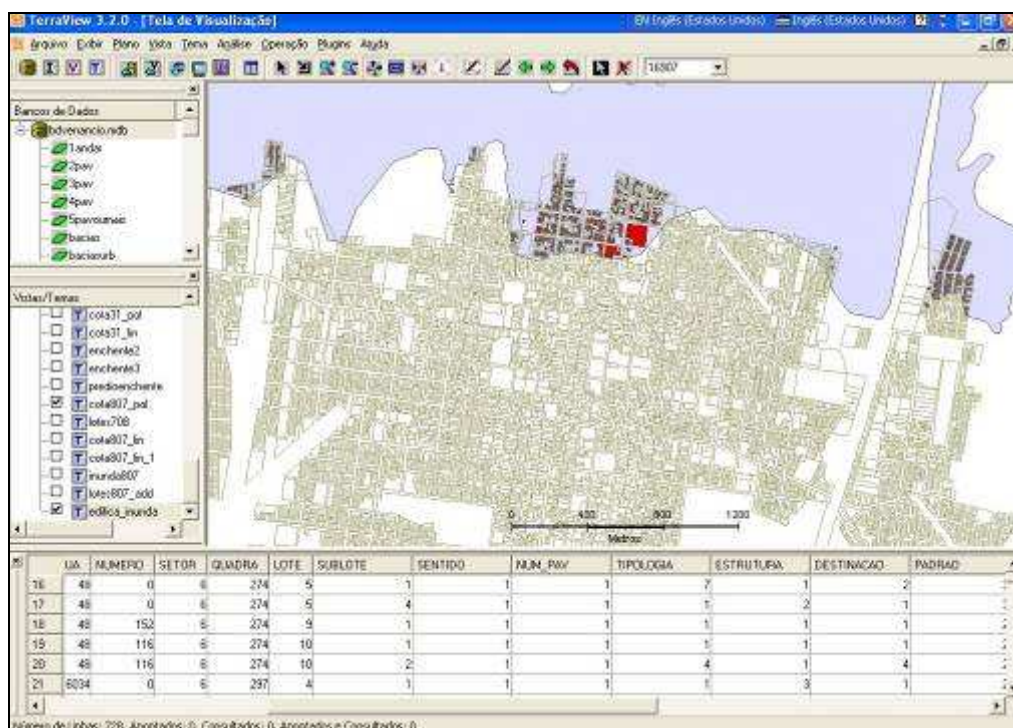 TerraView 3.2.0 - [Tela de Visualização]
EN Inglês (Estados Unidos) Inglês (Estados Unidos)
Arquivo Exibir Plano Vista Tema Análise Operação Plugins Ajuda
16807
Bancos de Dados
bdvenancio.mdb
1andar
2pav
3pav
4pav
5pavoumais
bacias
baciasurb
Vistas/Temas
cota31_pol
cota31_lin
enchente2
enchente3
predioenchente
cota807_pol
lotes708
cota807_lin
cota807_lin_1
inunda807
lotes807_add
edifica_inunda
0 400 800 1200
Metros
UA NUMERO SETOR QUADRA LOTE SUBLOTE SENTIDO NUM_PAV TIPOLOGIA ESTRUTURA DESTINACAO PADRAO
16 48 0 6 274 5 1 1 1 7 1 2
17 48 0 6 274 5 4 1 1 1 2 1
18 48 152 6 274 9 1 1 1 1 1 1
19 48 116 6 274 10 1 1 1 1 1 1
20 48 116 6 274 10 2 1 1 4 1 4
21 6034 0 6 297 4 1 1 1 1 3 1
Número de Linhas: 728 Apontados: 0 Consultados: 0 Apontados e Consultados: 0